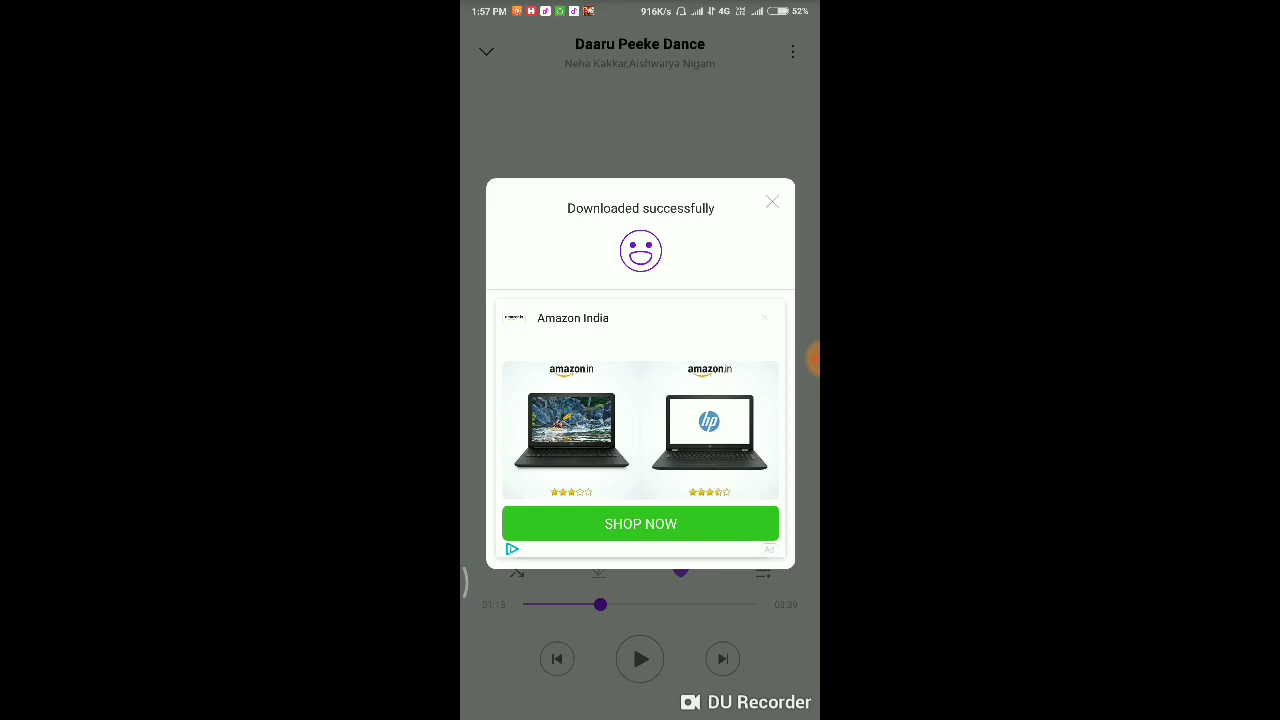 1:57 PM 916K/s 4G 52%
Daaru Peeke Dance
Neha Kakkar,Aishwarya Nigam
Downloaded successfully
Amazon India
amazon.in amazon.in
hp
SHOP NOW
Ad
01:13 03:39
DU Recorder